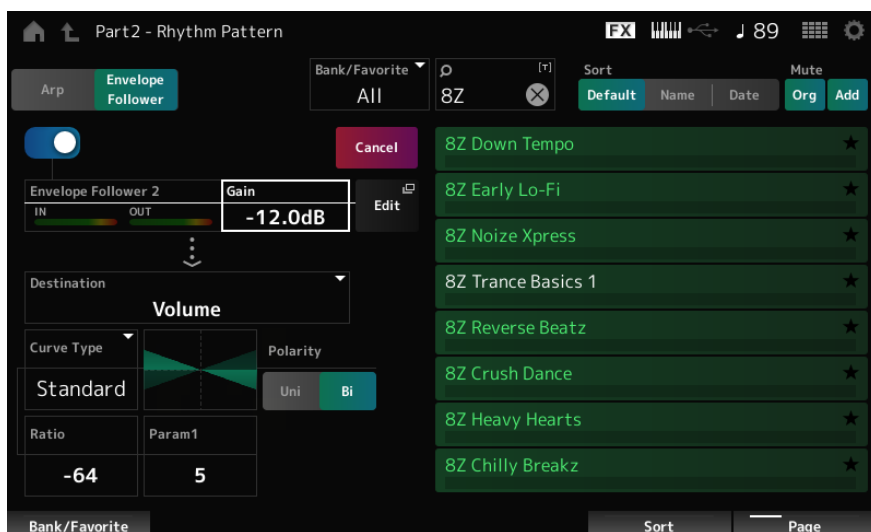 Part2 - Rhythm Pattern
FX
♩ 89
Arp
Envelope
Follower
Bank/Favorite
All
[T]
8Z
Sort
Default Name Date
Mute
Org Add
Cancel
Envelope Follower 2
IN OUT
Gain
-12.0dB
Edit
Destination
Volume
Curve Type
Standard
Polarity
Uni Bi
Ratio
-64
Param1
5
8Z Down Tempo
8Z Early Lo-Fi
8Z Noize Xpress
8Z Trance Basics 1
8Z Reverse Beatz
8Z Crush Dance
8Z Heavy Hearts
8Z Chilly Breakz
Bank/Favorite
Sort
Page